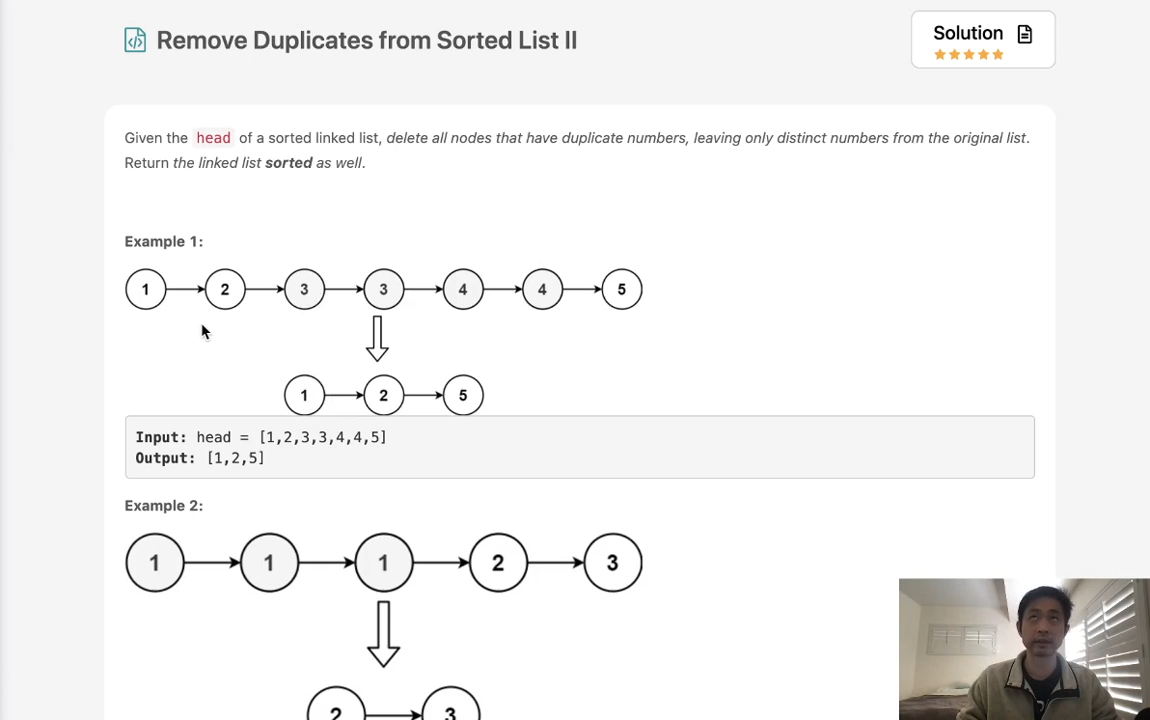 Remove Duplicates from Sorted List II
Solution
Given the head of a sorted linked list, delete all nodes that have duplicate numbers, leaving only distinct numbers from the original list.
Return the linked list sorted as well.
Example 1:
1 2 3 3 4 4 5
1 2 5
Input: head = [1,2,3,3,4,4,5]
Output: [1,2,5]
Example 2:
1 1 1 2 3
2 3